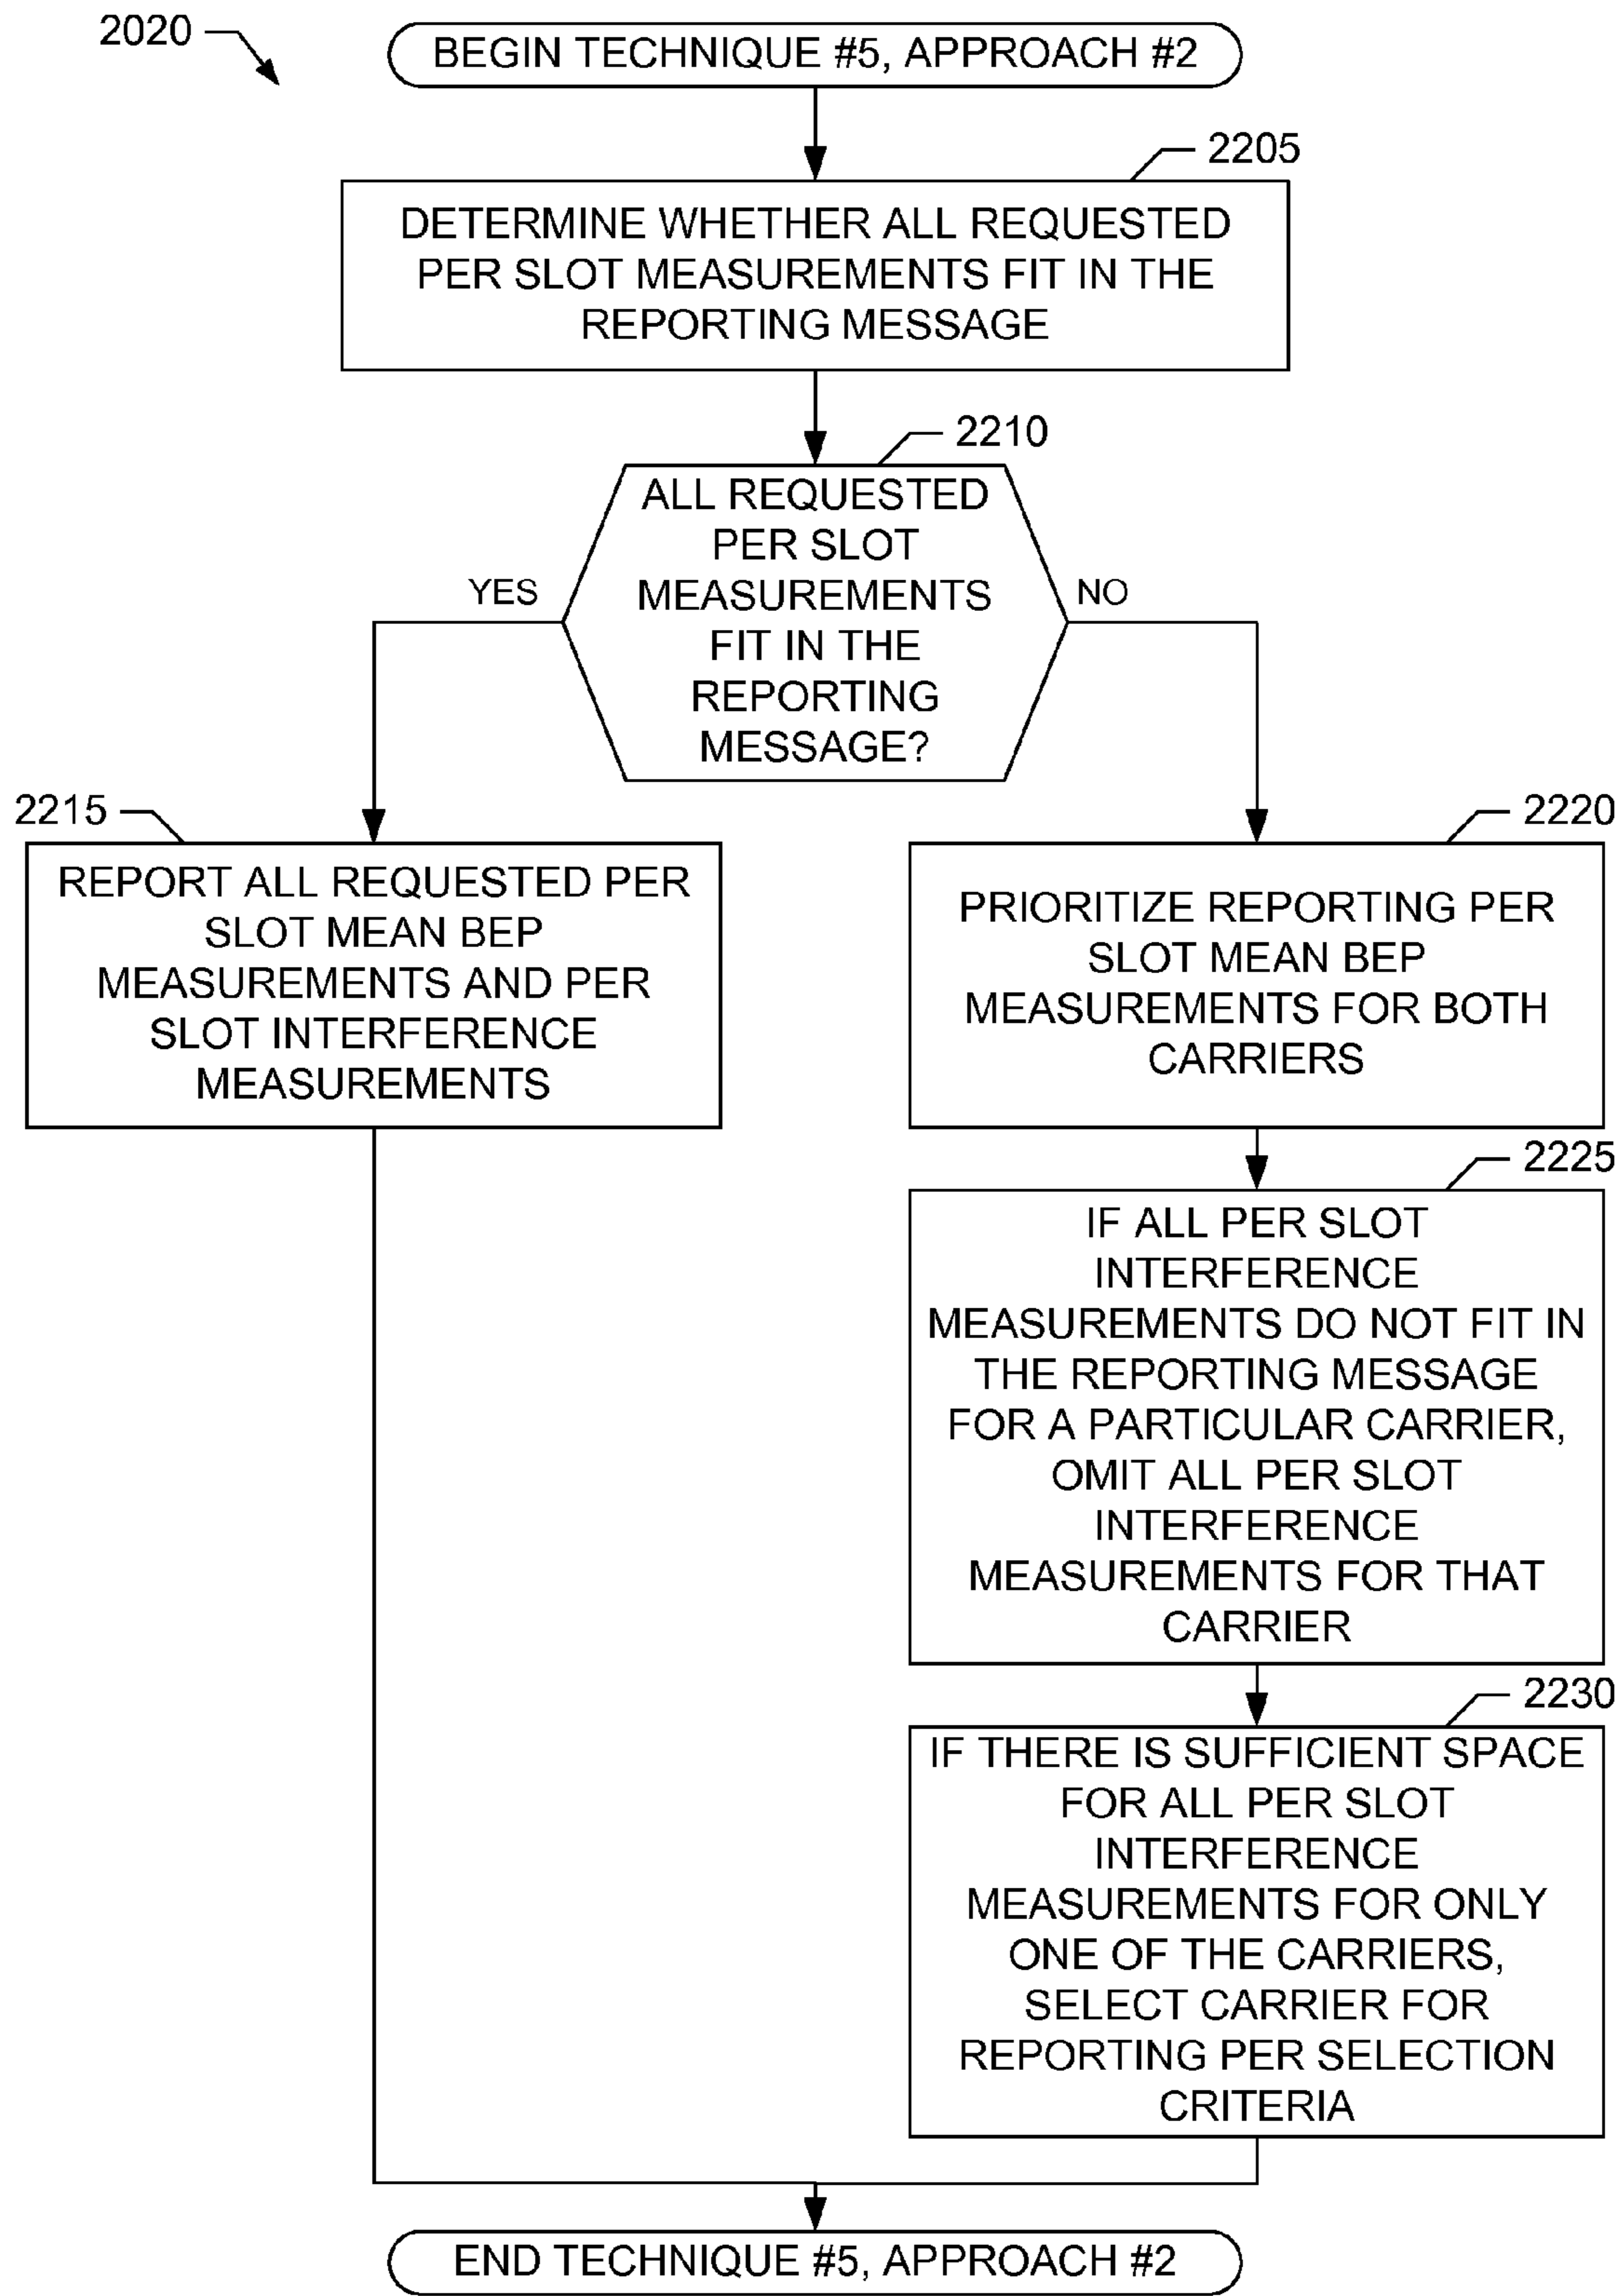 2020
BEGIN TECHNIQUE #5, APPROACH #2
2205
DETERMINE WHETHER ALL REQUESTED
PER SLOT MEASUREMENTS FIT IN THE
REPORTING MESSAGE
2210
ALL REQUESTED
PER SLOT
MEASUREMENTS
FIT IN THE
REPORTING
MESSAGE?
YES
NO
2215
REPORT ALL REQUESTED PER
SLOT MEAN BEP
MEASUREMENTS AND PER
SLOT INTERFERENCE
MEASUREMENTS
2220
PRIORITIZE REPORTING PER
SLOT MEAN BEP
MEASUREMENTS FOR BOTH
CARRIERS
2225
IF ALL PER SLOT
INTERFERENCE
MEASUREMENTS DO NOT FIT IN
THE REPORTING MESSAGE
FOR A PARTICULAR CARRIER,
OMIT ALL PER SLOT
INTERFERENCE
MEASUREMENTS FOR THAT
CARRIER
2230
IF THERE IS SUFFICIENT SPACE
FOR ALL PER SLOT
INTERFERENCE
MEASUREMENTS FOR ONLY
ONE OF THE CARRIERS,
SELECT CARRIER FOR
REPORTING PER SELECTION
CRITERIA
END TECHNIQUE #5, APPROACH #2